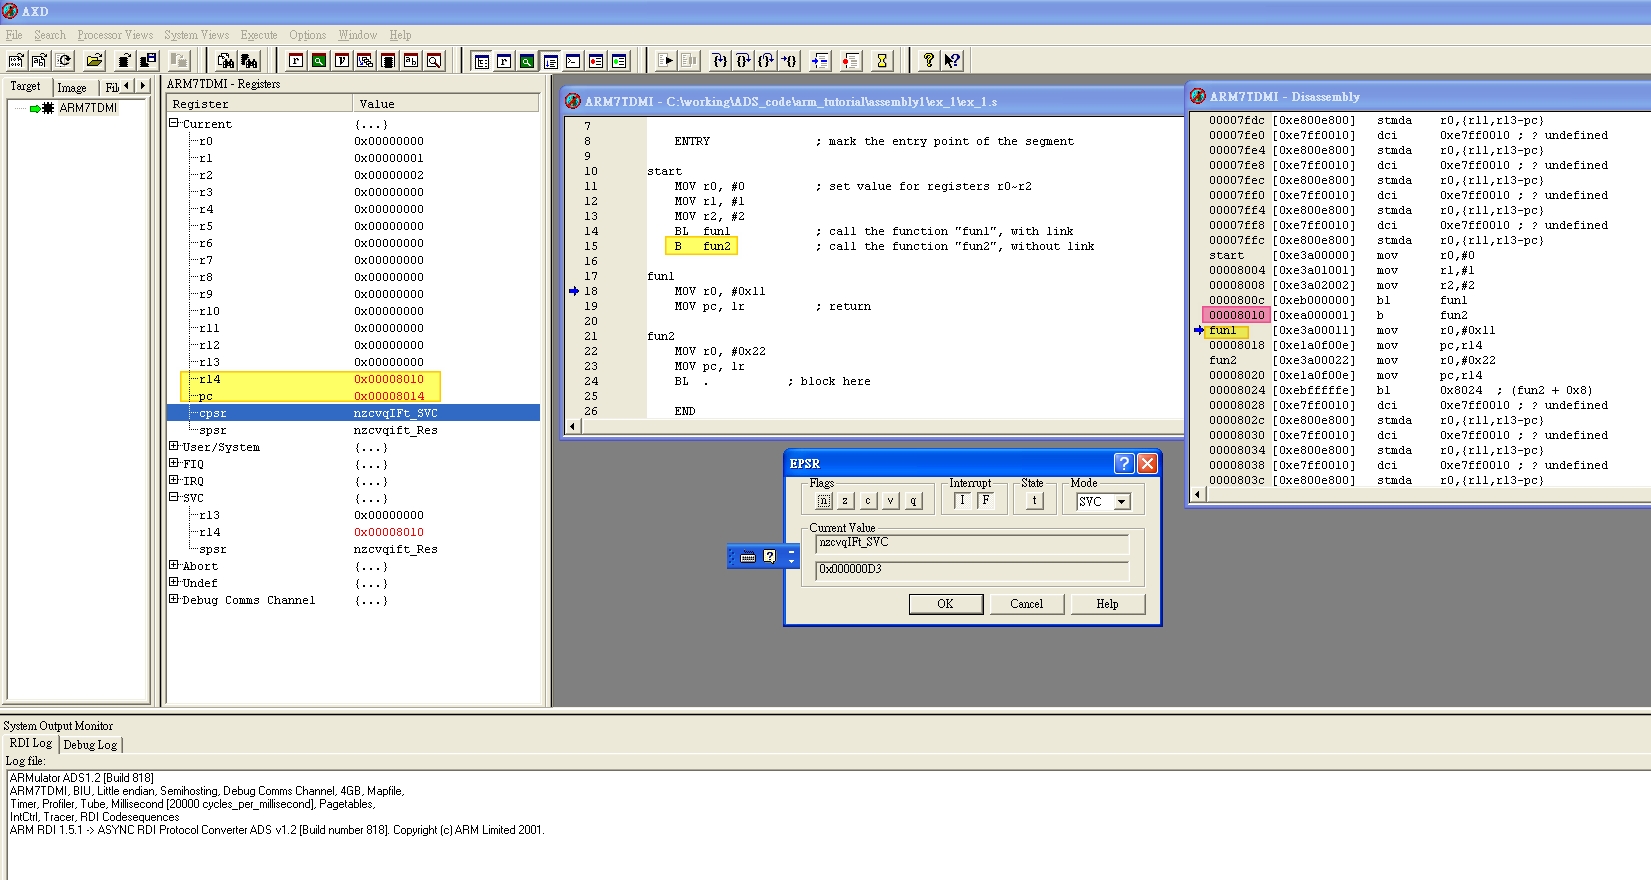 AXD
File Search Processor Views System Views Execute Options Window Help
Target Image Fil
ARM7TDMI
ARM7TDMI - Registers
Register Value
Current {...}
r0 0x00000000
r1 0x00000001
r2 0x00000002
r3 0x00000000
r4 0x00000000
r5 0x00000000
r6 0x00000000
r7 0x00000000
r8 0x00000000
r9 0x00000000
r10 0x00000000
r11 0x00000000
r12 0x00000000
r13 0x00000000
r14 0x00008010
pc 0x00008014
cpsr nzcvqIFt_SVC
spsr nzcvqift_Res
User/System {...}
FIQ {...}
IRQ {...}
SVC {...}
r13 0x00000000
r14 0x00008010
spsr nzcvqift_Res
Abort {...}
Undef {...}
Debug Comms Channel {...}
ARM7TDMI - C:\working\ADS_code\arm_tutorial\assembly1\ex_1\ex_1.s
7
8 ENTRY ; mark the entry point of the segment
9
10 start
11 MOV r0, #0 ; set value for registers r0~r2
12 MOV r1, #1
13 MOV r2, #2
14 BL fun1 ; call the function "fun1", with link
15 B fun2 ; call the function "fun2", without link
16
17 fun1
18 MOV r0, #0x11
19 MOV pc, lr ; return
20
21 fun2
22 MOV r0, #0x22
23 MOV pc, lr
24 BL . ; block here
25
26 END
ARM7TDMI - Disassembly
00007fdc [0xe800e800] stmda r0,{r11,r13-pc}
00007fe0 [0xe7ff0010] dci 0xe7ff0010 ; ? undefined
00007fe4 [0xe800e800] stmda r0,{r11,r13-pc}
00007fe8 [0xe7ff0010] dci 0xe7ff0010 ; ? undefined
00007fec [0xe800e800] stmda r0,{r11,r13-pc}
00007ff0 [0xe7ff0010] dci 0xe7ff0010 ; ? undefined
00007ff4 [0xe800e800] stmda r0,{r11,r13-pc}
00007ff8 [0xe7ff0010] dci 0xe7ff0010 ; ? undefined
00007ffc [0xe800e800] stmda r0,{r11,r13-pc}
start [0xe3a00000] mov r0,#0
00008004 [0xe3a01001] mov r1,#1
00008008 [0xe3a02002] mov r2,#2
0000800c [0xeb000000] bl fun1
00008010 [0xea000001] b fun2
fun1 [0xe3a00011] mov r0,#0x11
00008018 [0xe1a0f00e] mov pc,r14
fun2 [0xe3a00022] mov r0,#0x22
00008020 [0xe1a0f00e] mov pc,r14
00008024 [0xebfffffe] bl 0x8024 ; (fun2 + 0x8)
00008028 [0xe7ff0010] dci 0xe7ff0010 ; ? undefined
0000802c [0xe800e800] stmda r0,{r11,r13-pc}
00008030 [0xe7ff0010] dci 0xe7ff0010 ; ? undefined
00008034 [0xe800e800] stmda r0,{r11,r13-pc}
00008038 [0xe7ff0010] dci 0xe7ff0010 ; ? undefined
0000803c [0xe800e800] stmda r0,{r11,r13-pc}
EPSR
Flags Interrupt State Mode
n z c v q I F t SVC
Current Value
nzcvqIFt_SVC
0x000000D3
OK Cancel Help
System Output Monitor
RDI Log Debug Log
Log file:
ARMulator ADS1.2 [Build 818]
ARM7TDMI, BIU, Little endian, Semihosting, Debug Comms Channel, 4GB, Mapfile,
Timer, Profiler, Tube, Millisecond [20000 cycles_per_millisecond], Pagetables,
IntCtrl, Tracer, RDI Codesequences
ARM RDI 1.5.1 -> ASYNC RDI Protocol Converter ADS v1.2 [Build number 818]. Copyright (c) ARM Limited 2001.